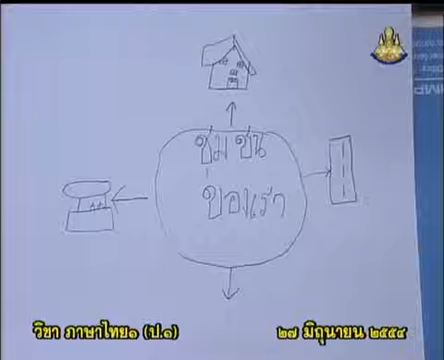 ชุมชน
ของเรา
วิชา ภาษาไทย๑ (ป.๑)
๒๗ มิถุนายน ๒๕๕๔